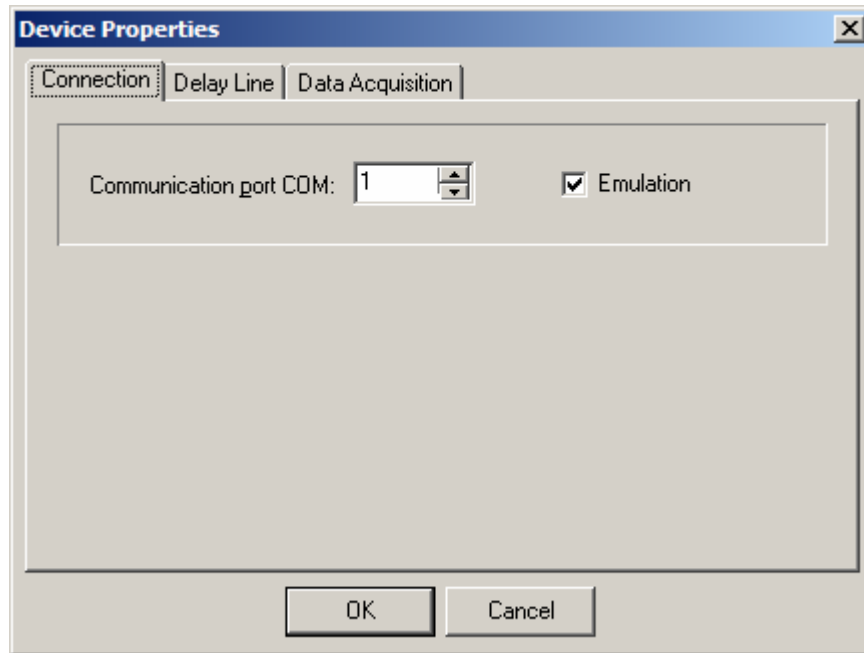 Device Properties
Connection Delay Line Data Acquisition
Communication port COM: 1 Emulation
OK Cancel